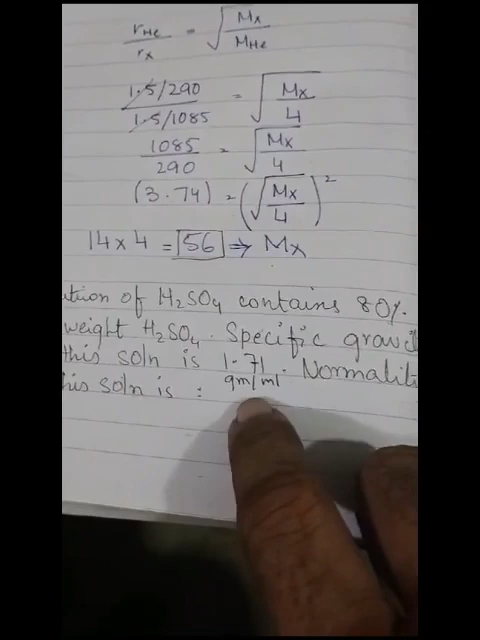 rHe / rx = √ MX / MHe
1.5/290 / 1.5/1085 = √ MX / 4
1085 / 290 = √ MX / 4
(3.74) = (√ MX / 4)²
14 x 4 = 56 ⇒ MX
ution of H₂SO₄ contains 80%.
weight H₂SO₄. Specific gravi
this soln is 1.71 gm/ml. Normalit
his soln is :